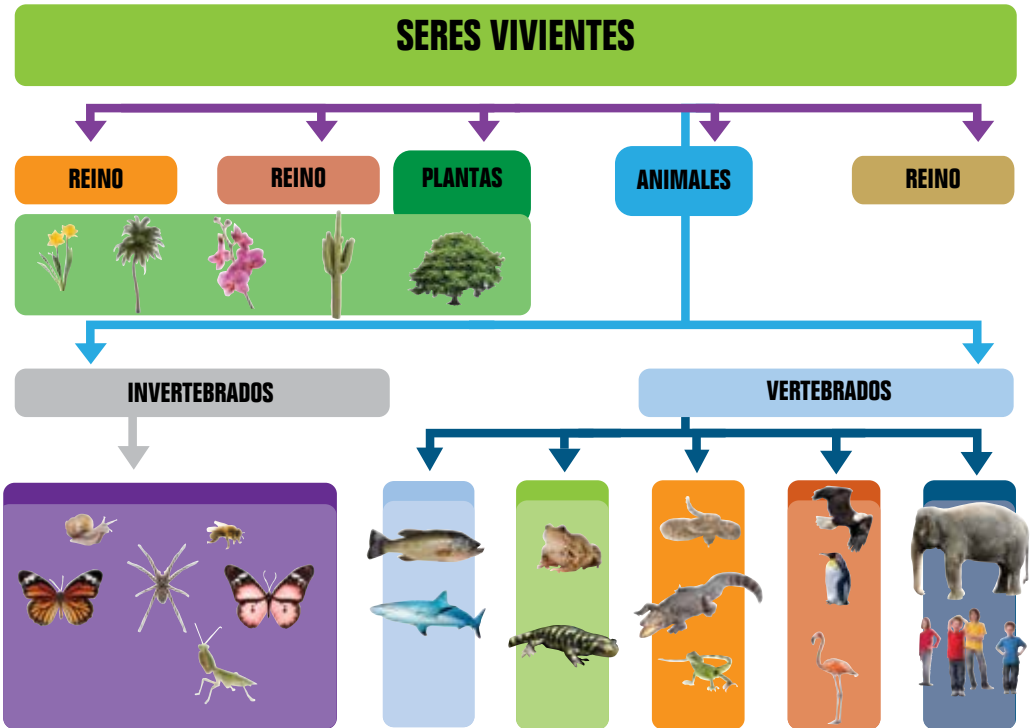 SERES VIVIENTES
REINO
REINO
PLANTAS
ANIMALES
REINO
INVERTEBRADOS
VERTEBRADOS